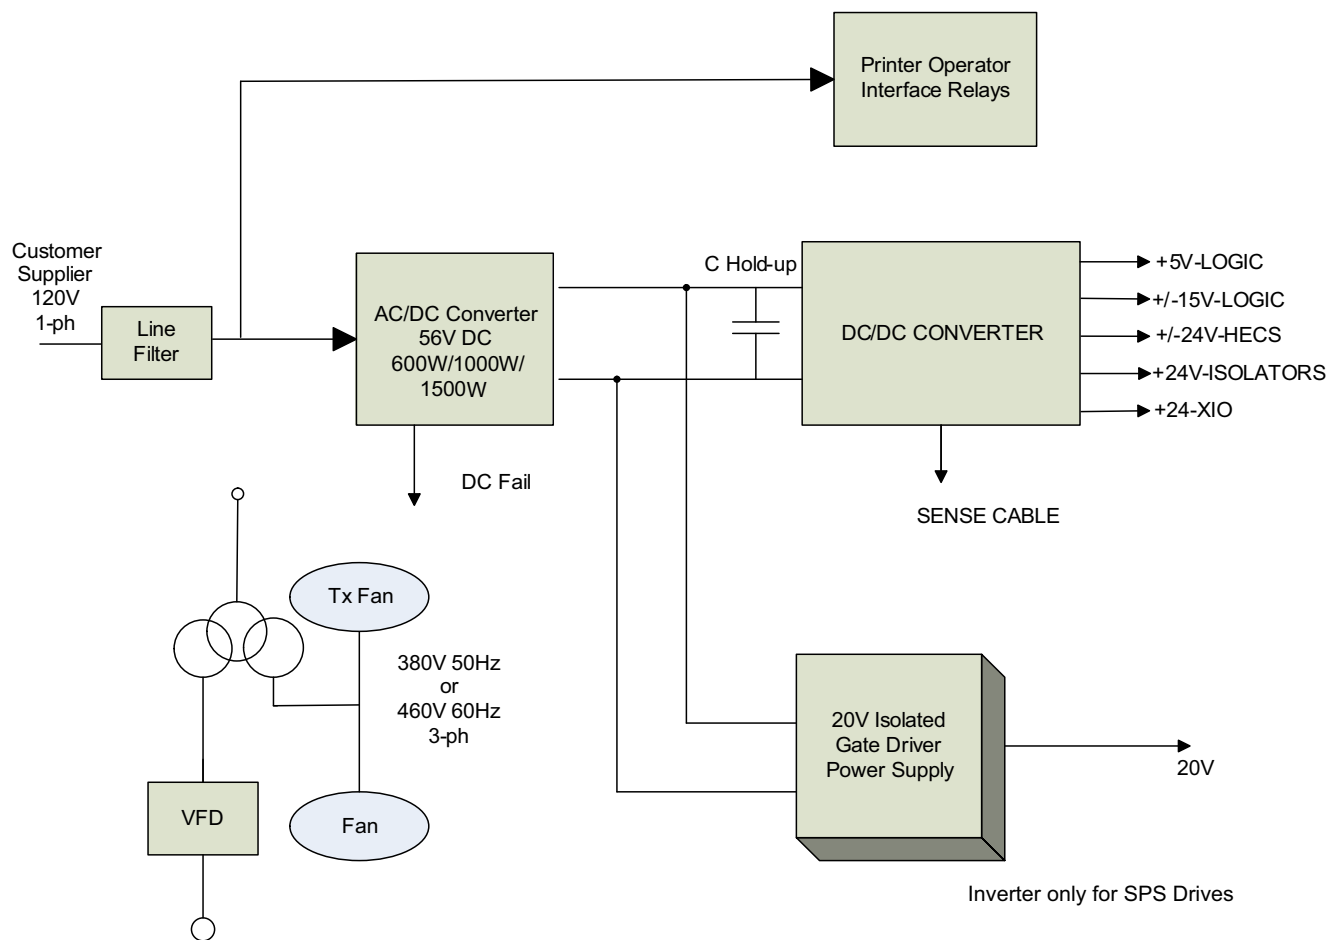 Printer Operator
Interface Relays
Customer
Supplier
120V
1-ph
Line
Filter
AC/DC Converter
56V DC
600W/1000W/
1500W
C Hold-up
DC/DC CONVERTER
+5V-LOGIC
+/-15V-LOGIC
+/-24V-HECS
+24V-ISOLATORS
+24-XIO
DC Fail
SENSE CABLE
Tx Fan
380V 50Hz
or
460V 60Hz
3-ph
VFD
Fan
20V Isolated
Gate Driver
Power Supply
20V
Inverter only for SPS Drives